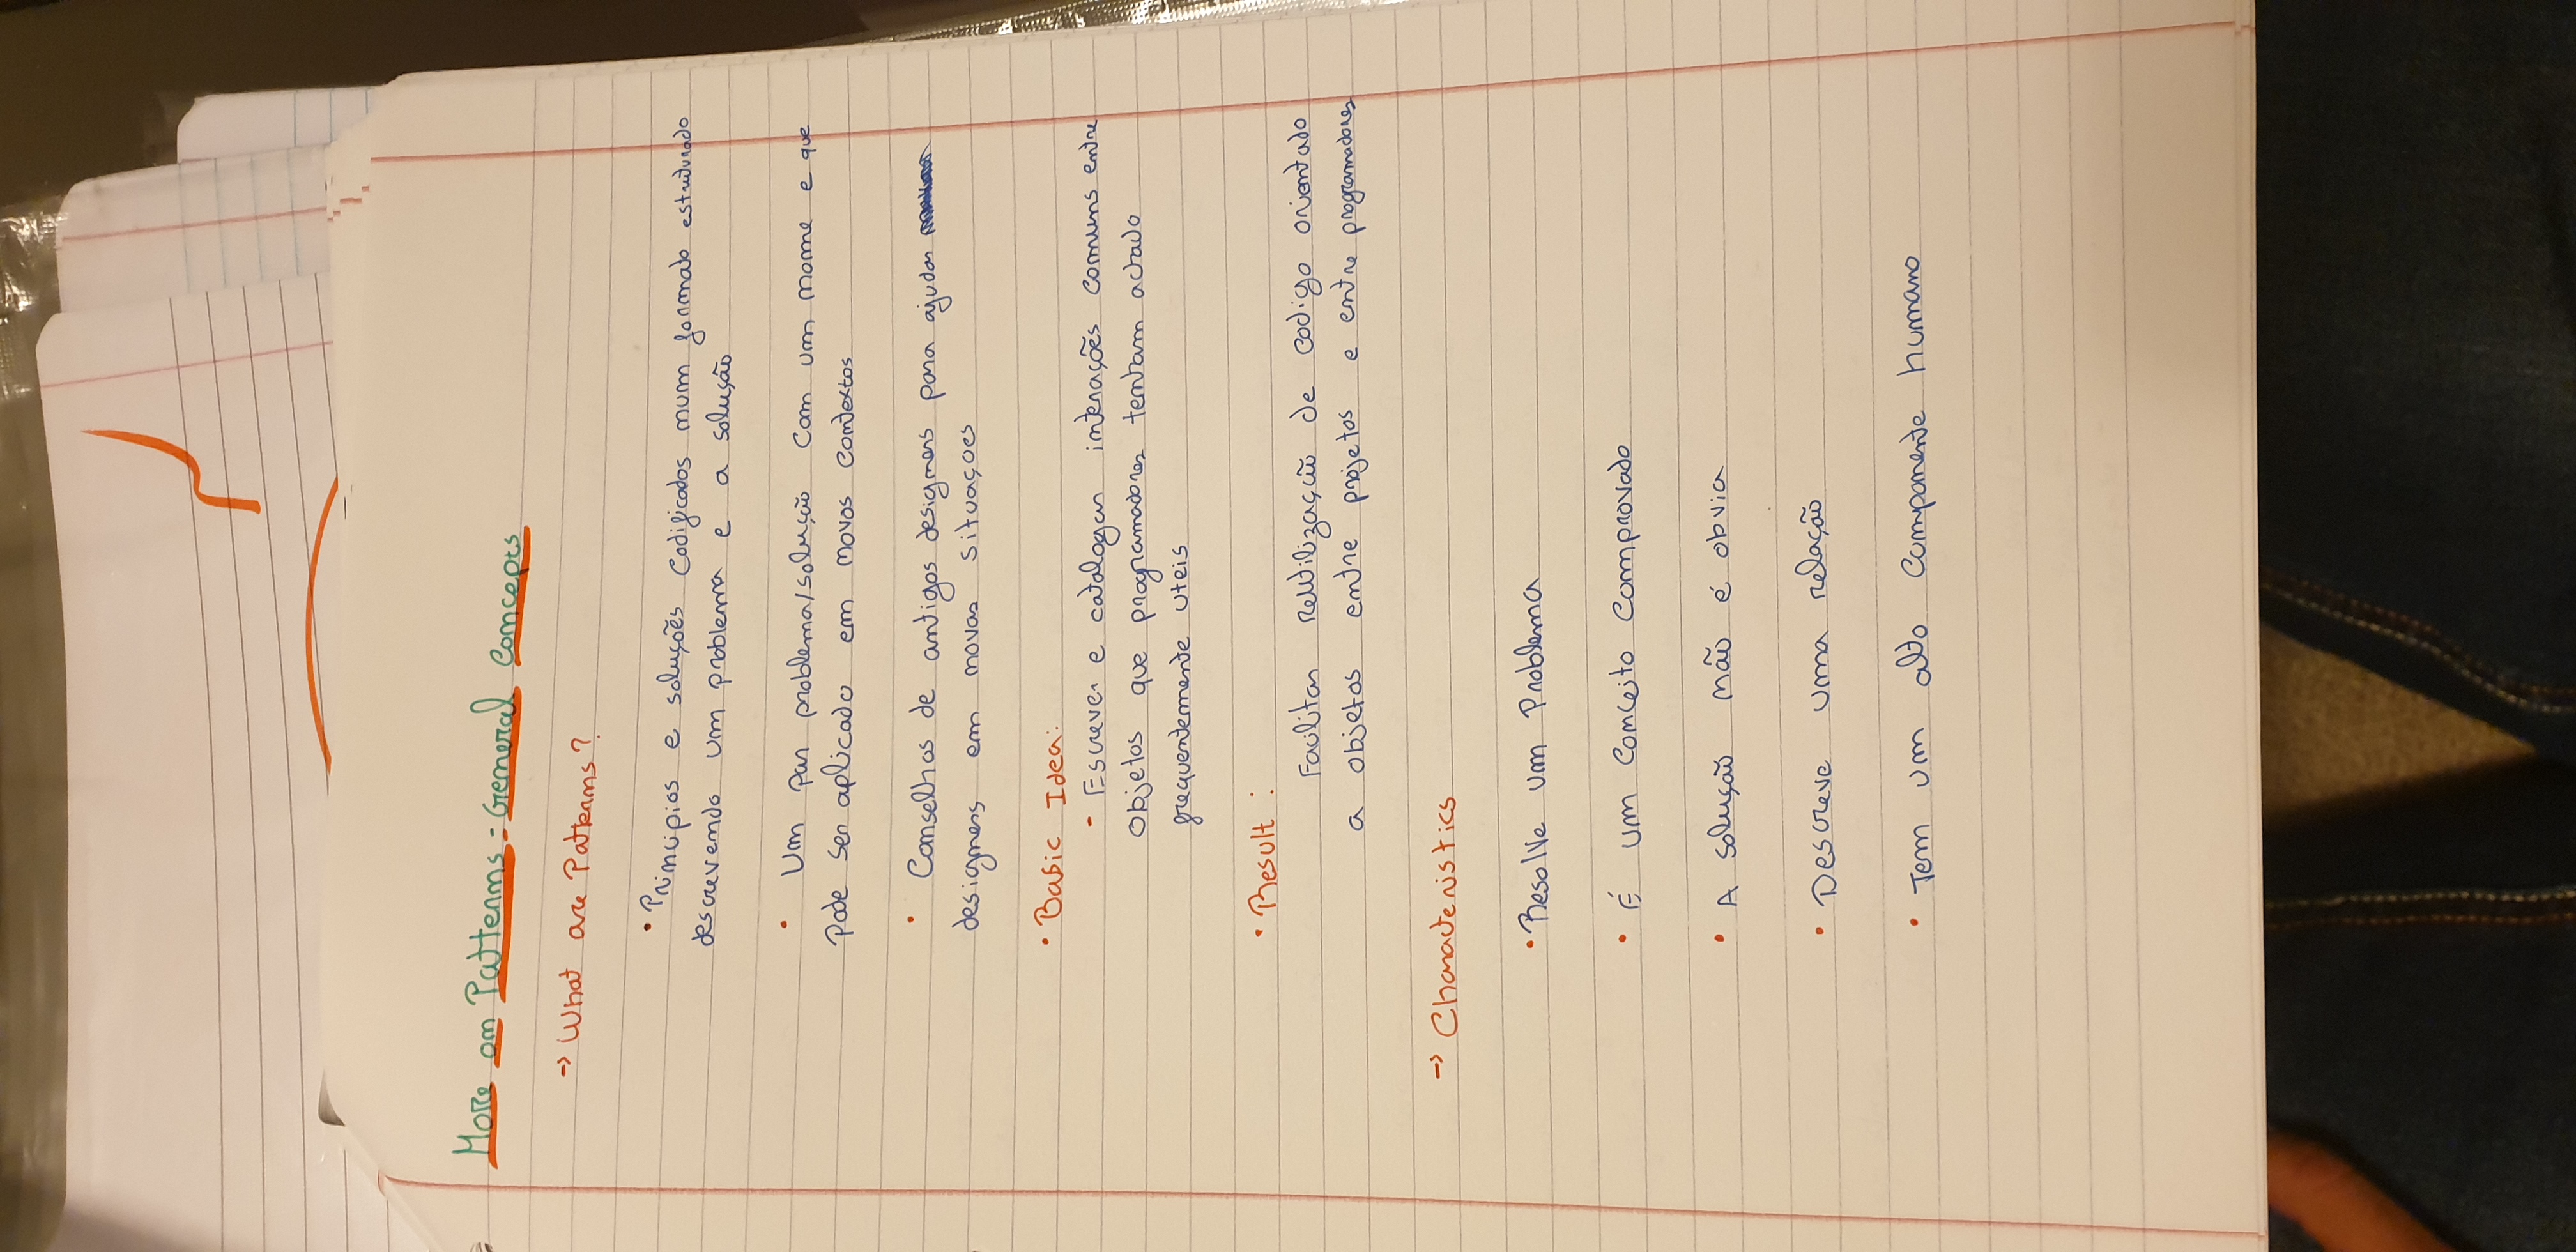 More on Patterns - General Concepts
-> What are Patterns?
• Principios e soluções codificados num formato estruturado
descrevendo um problema e a solução
• Um par problema/solução com um nome e que
pode ser aplicado em novos contextos
• Conselhos de antigos designers para ajudar
designers em novas situaçoes
• Basic Idea:
- Escrever e catalogar interações comuns entre
objetos que programadores tenham achado
frequentemente uteis
• Result :
Facilitar reutilização de codigo orientado
a objetos entre projetos e entre programadores
-> Characteristics
• Resolve um Problema
• É um conceito comprovado
• A solução não é obvia
• Descreve uma relação
• Tem um alto componente humano